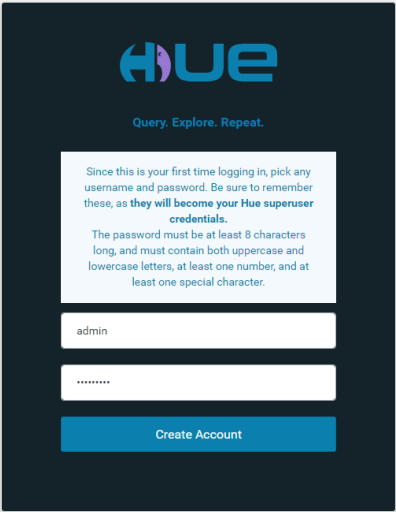 HUE
Query. Explore. Repeat.
Since this is your first time logging in, pick any
username and password. Be sure to remember
these, as they will become your Hue superuser
credentials.
The password must be at least 8 characters
long, and must contain both uppercase and
lowercase letters, at least one number, and at
least one special character.
admin
•••••••••
Create Account